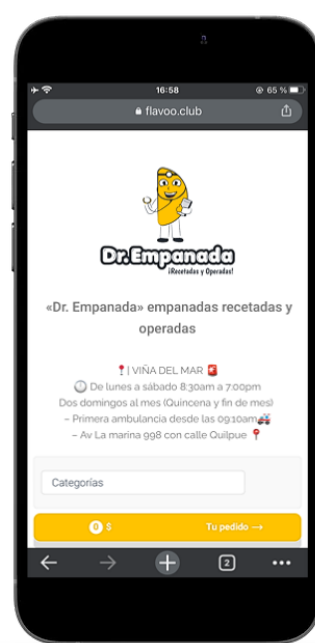 16:58
65 %
flavoo.club
Dr. Empanada
¡Recetadas y Operadas!
«Dr. Empanada» empanadas recetadas y
operadas
| VIÑA DEL MAR
De lunes a sábado 8:30am a 7:00pm
Dos domingos al mes (Quincena y fin de mes)
– Primera ambulancia desde las 09:10am
– Av La marina 998 con calle Quilpue
Categorías
0 $ Tu pedido →
2